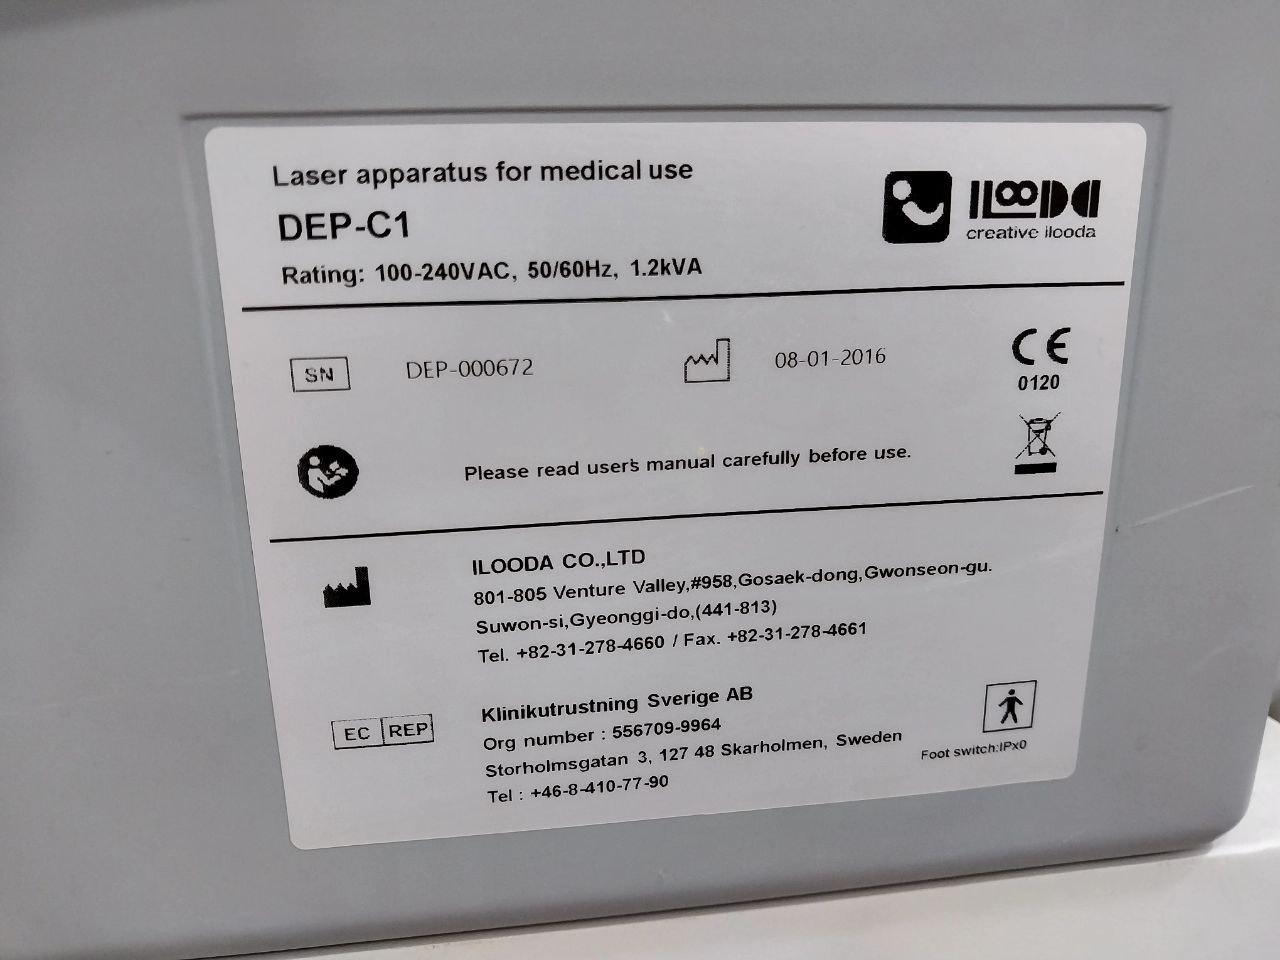 Laser apparatus for medical use
DEP-C1
Rating: 100-240VAC, 50/60Hz, 1.2kVA
ILOODA
creative ilooda
SN DEP-000672 08-01-2016
CE
0120
Please read user's manual carefully before use.
ILOODA CO.,LTD
801-805 Venture Valley,#958,Gosaek-dong,Gwonseon-gu.
Suwon-si,Gyeonggi-do,(441-813)
Tel. +82-31-278-4660 / Fax. +82-31-278-4661
EC REP
Klinikutrustning Sverige AB
Org number : 556709-9964
Storholmsgatan 3, 127 48 Skarholmen, Sweden
Tel : +46-8-410-77-90
Foot switch:IPx0